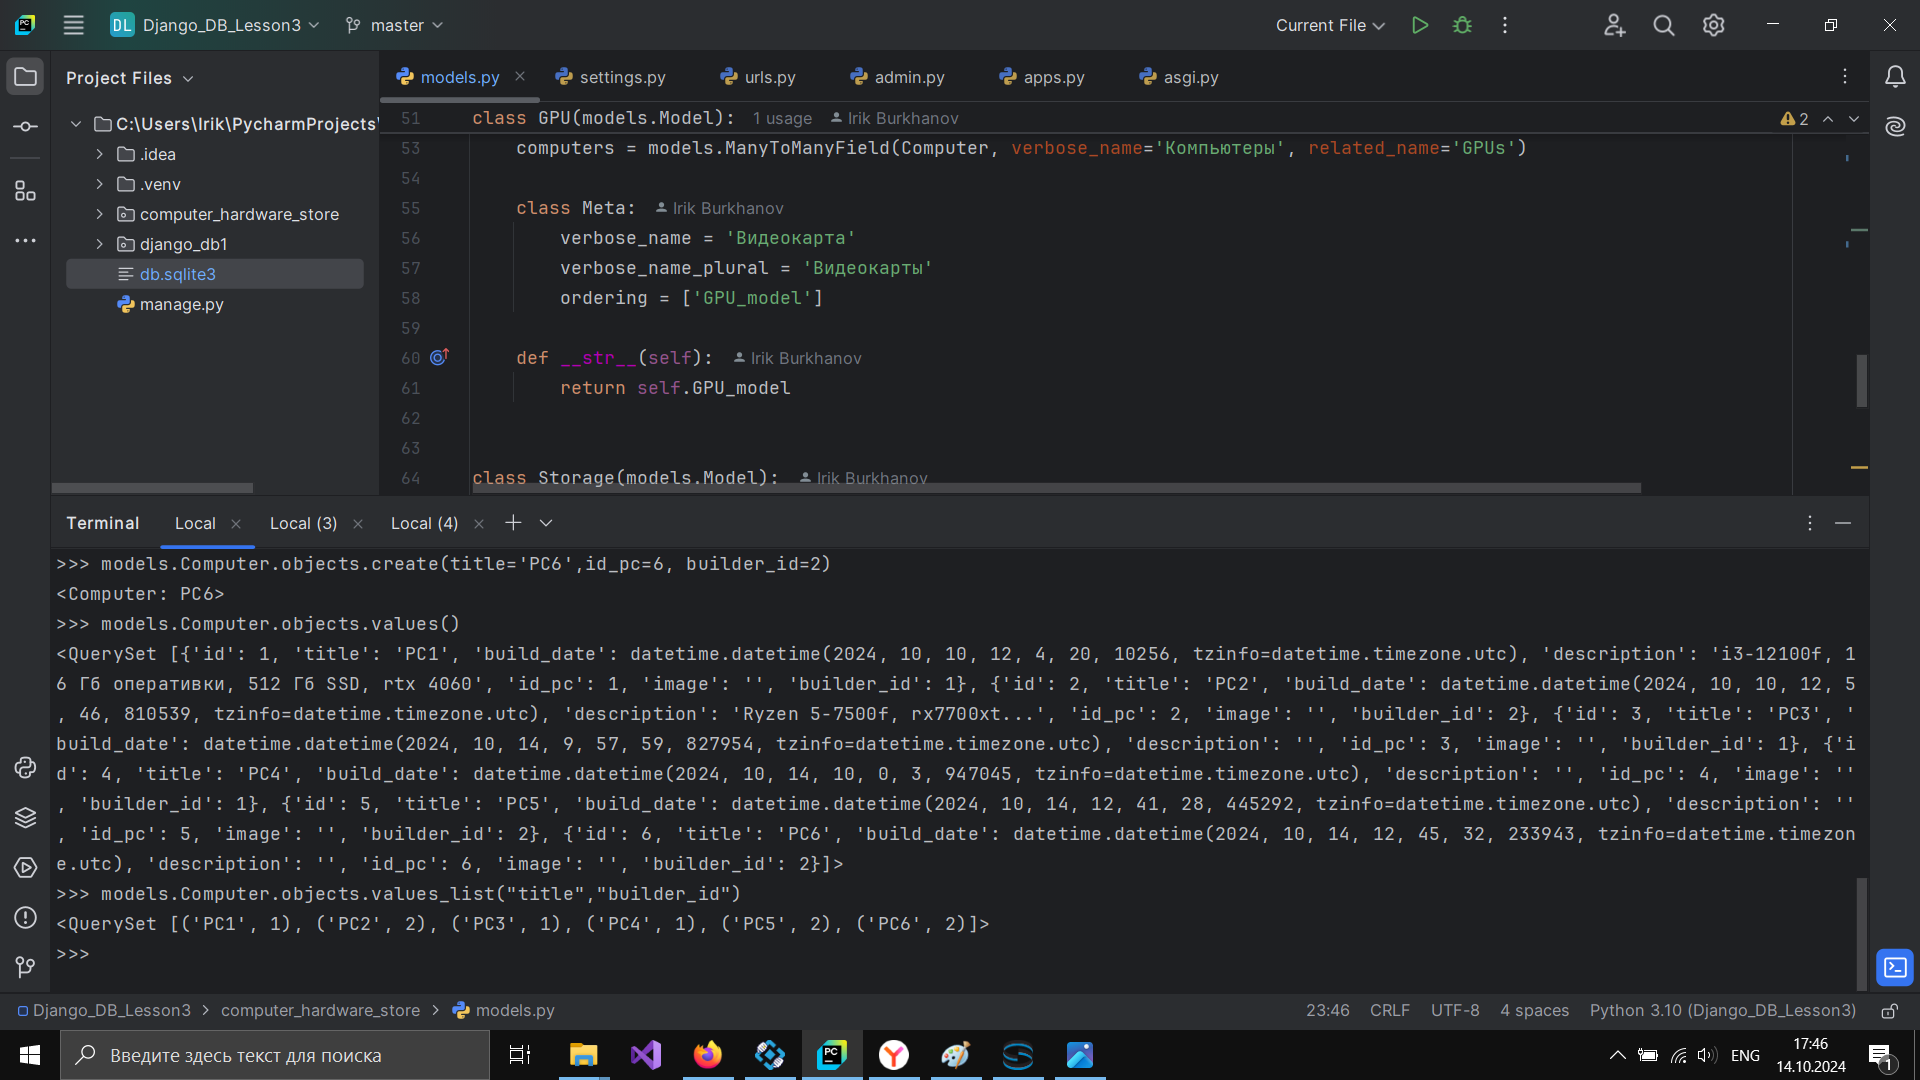 DL Django_DB_Lesson3 master Current File
Project Files
C:\Users\Irik\PycharmProjects\
.idea
.venv
computer_hardware_store
django_db1
db.sqlite3
manage.py
models.py settings.py urls.py admin.py apps.py asgi.py
51 class GPU(models.Model): 1 usage Irik Burkhanov 2
53 computers = models.ManyToManyField(Computer, verbose_name='Компьютеры', related_name='GPUs')
54
55 class Meta: Irik Burkhanov
56 verbose_name = 'Видеокарта'
57 verbose_name_plural = 'Видеокарты'
58 ordering = ['GPU_model']
59
60 def __str__(self): Irik Burkhanov
61 return self.GPU_model
62
63
64 class Storage(models.Model): Irik Burkhanov
Terminal Local Local (3) Local (4)
>>> models.Computer.objects.create(title='PC6',id_pc=6, builder_id=2)
<Computer: PC6>
>>> models.Computer.objects.values()
<QuerySet [{'id': 1, 'title': 'PC1', 'build_date': datetime.datetime(2024, 10, 10, 12, 4, 20, 10256, tzinfo=datetime.timezone.utc), 'description': 'i3-12100f, 1
6 Гб оперативки, 512 Гб SSD, rtx 4060', 'id_pc': 1, 'image': '', 'builder_id': 1}, {'id': 2, 'title': 'PC2', 'build_date': datetime.datetime(2024, 10, 10, 12, 5
, 46, 810539, tzinfo=datetime.timezone.utc), 'description': 'Ryzen 5-7500f, rx7700xt...', 'id_pc': 2, 'image': '', 'builder_id': 2}, {'id': 3, 'title': 'PC3', '
build_date': datetime.datetime(2024, 10, 14, 9, 57, 59, 827954, tzinfo=datetime.timezone.utc), 'description': '', 'id_pc': 3, 'image': '', 'builder_id': 1}, {'i
d': 4, 'title': 'PC4', 'build_date': datetime.datetime(2024, 10, 14, 10, 0, 3, 947045, tzinfo=datetime.timezone.utc), 'description': '', 'id_pc': 4, 'image': ''
, 'builder_id': 1}, {'id': 5, 'title': 'PC5', 'build_date': datetime.datetime(2024, 10, 14, 12, 41, 28, 445292, tzinfo=datetime.timezone.utc), 'description': ''
, 'id_pc': 5, 'image': '', 'builder_id': 2}, {'id': 6, 'title': 'PC6', 'build_date': datetime.datetime(2024, 10, 14, 12, 45, 32, 233943, tzinfo=datetime.timezon
e.utc), 'description': '', 'id_pc': 6, 'image': '', 'builder_id': 2}]>
>>> models.Computer.objects.values_list("title","builder_id")
<QuerySet [('PC1', 1), ('PC2', 2), ('PC3', 1), ('PC4', 1), ('PC5', 2), ('PC6', 2)]>
>>>
Django_DB_Lesson3 > computer_hardware_store > models.py 23:46 CRLF UTF-8 4 spaces Python 3.10 (Django_DB_Lesson3)
Введите здесь текст для поиска ENG 17:46
14.10.2024 1